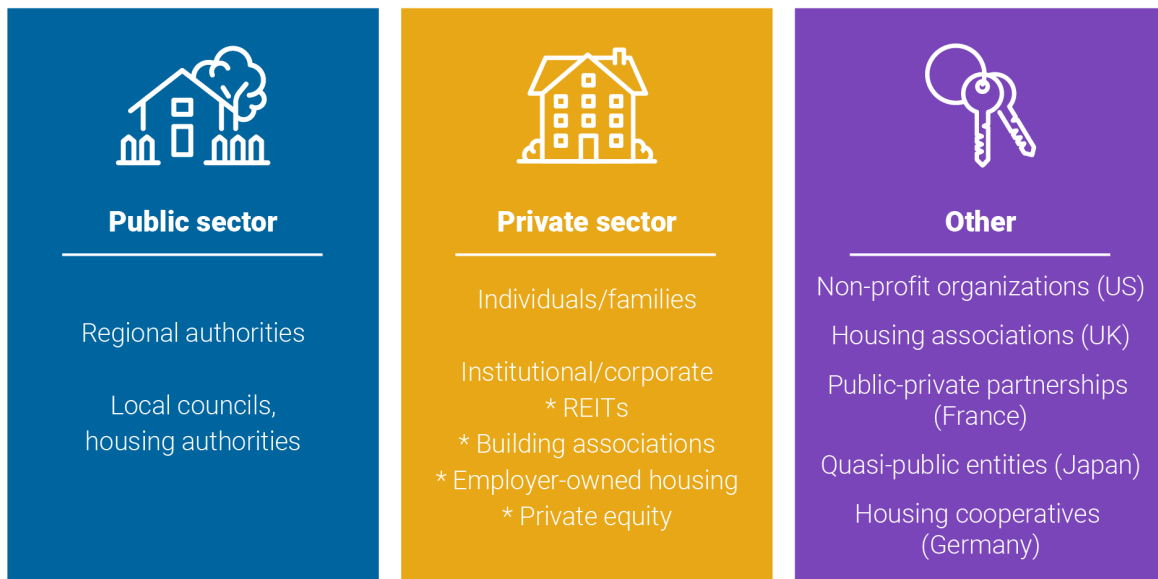 Public sector
Regional authorities
Local councils,
housing authorities
Private sector
Individuals/families
Institutional/corporate
* REITs
* Building associations
* Employer-owned housing
* Private equity
Other
Non-profit organizations (US)
Housing associations (UK)
Public-private partnerships
(France)
Quasi-public entities (Japan)
Housing cooperatives
(Germany)